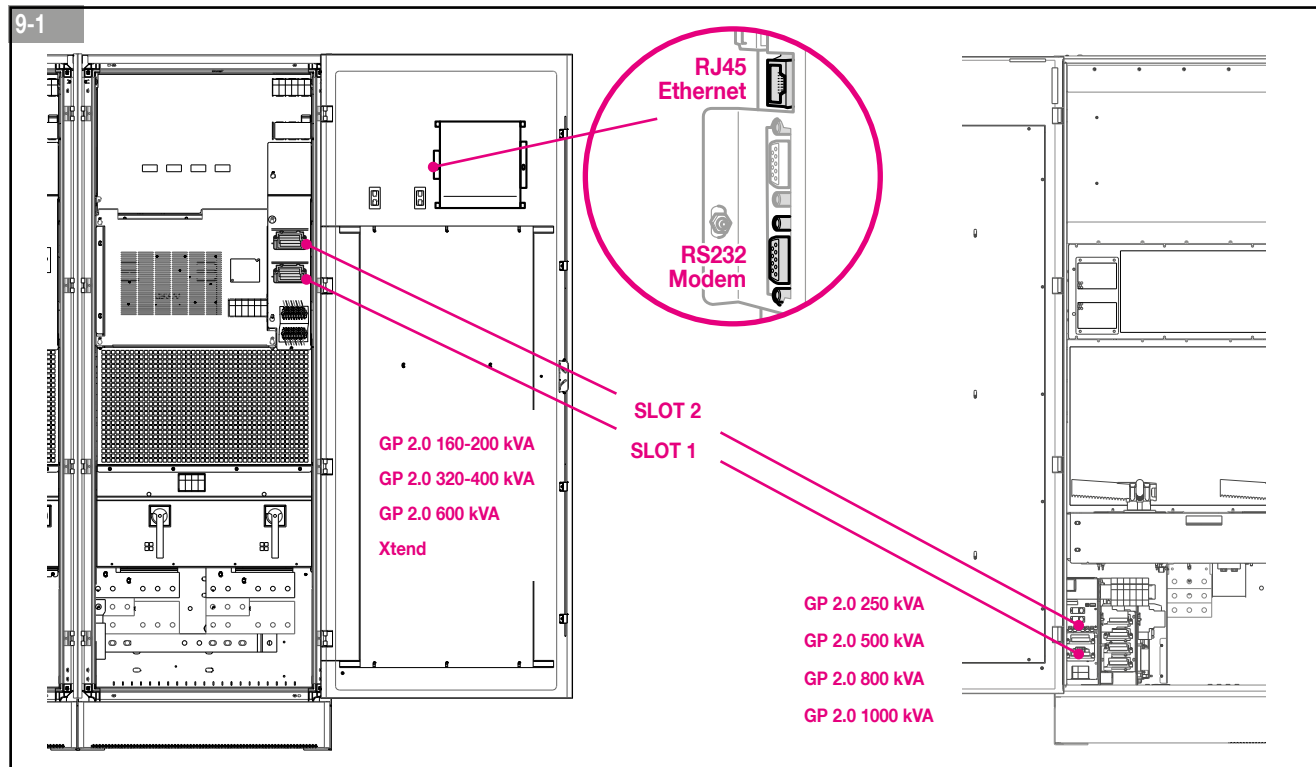 9-1
RJ45
Ethernet
RS232
Modem
SLOT 2
SLOT 1
GP 2.0 160-200 kVA
GP 2.0 320-400 kVA
GP 2.0 600 kVA
Xtend
GP 2.0 250 kVA
GP 2.0 500 kVA
GP 2.0 800 kVA
GP 2.0 1000 kVA